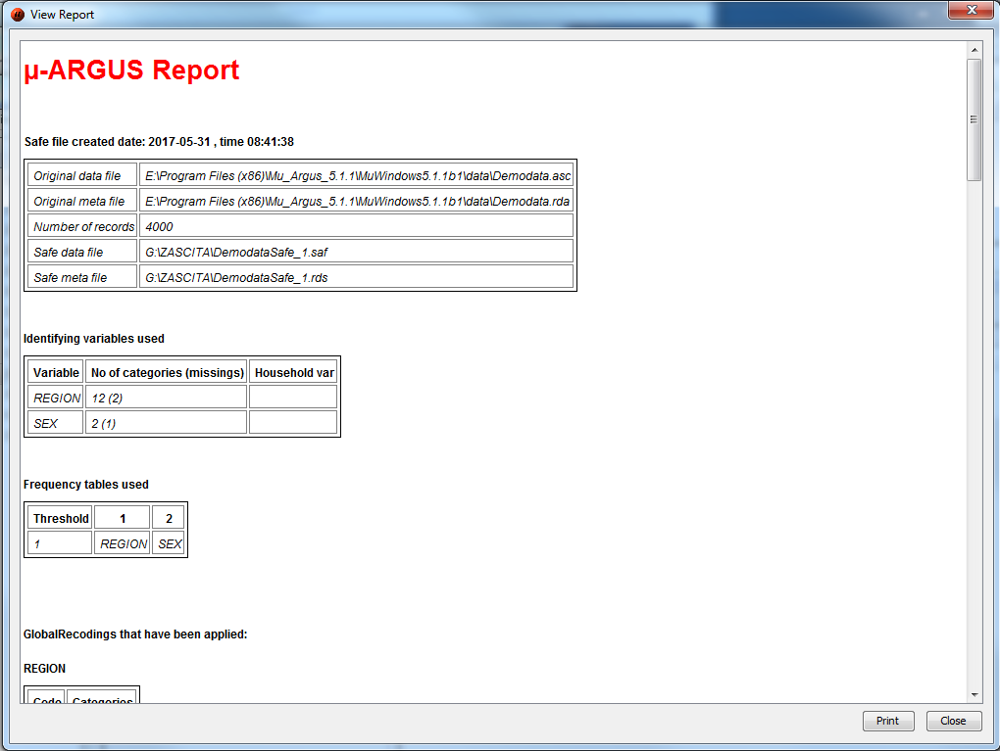 View Report
µ-ARGUS Report
Safe file created date: 2017-05-31 , time 08:41:38
Original data file E:\Program Files (x86)\Mu_Argus_5.1.1\MuWindows5.1.1b1\data\Demodata.asc
Original meta file E:\Program Files (x86)\Mu_Argus_5.1.1\MuWindows5.1.1b1\data\Demodata.rda
Number of records 4000
Safe data file G:\ZASCITA\DemodataSafe_1.saf
Safe meta file G:\ZASCITA\DemodataSafe_1.rds
Identifying variables used
Variable No of categories (missings) Household var
REGION 12 (2)
SEX 2 (1)
Frequency tables used
Threshold 1 2
1 REGION SEX
GlobalRecodings that have been applied:
REGION
Code Categories
Print Close